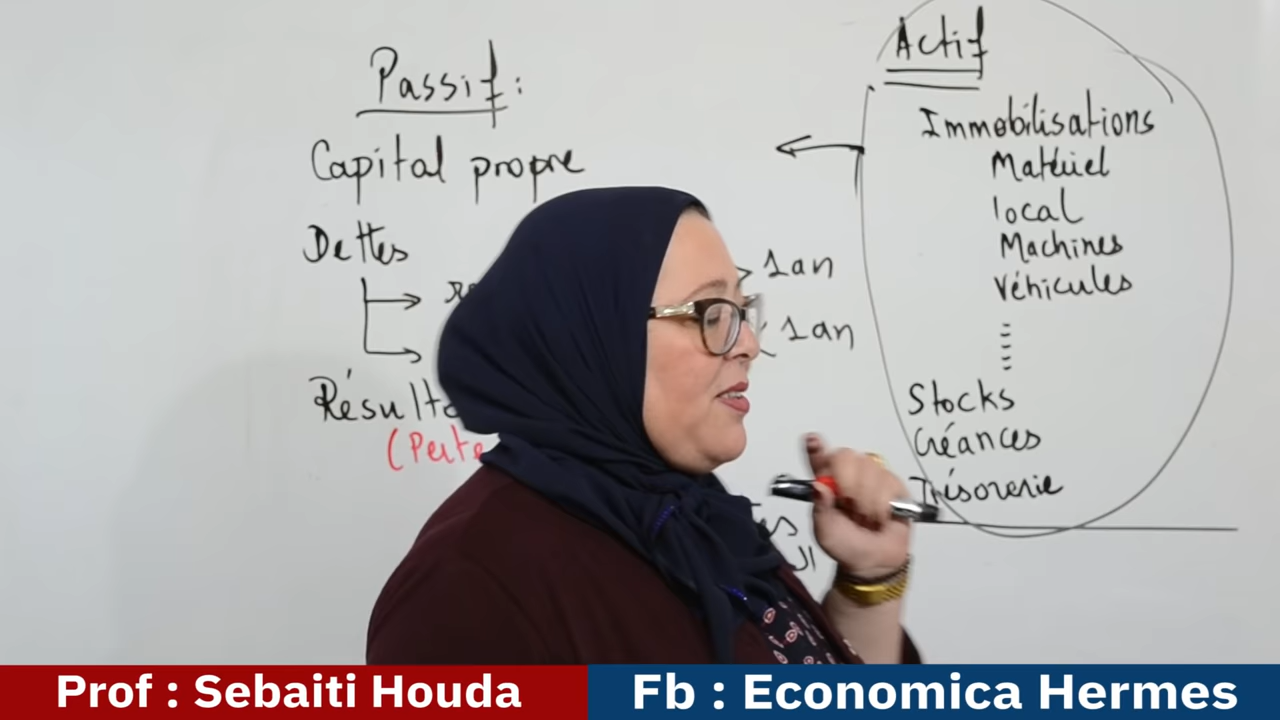 Passif :
Capital propre
Dettes
> 1an
< 1an
(Perte
Actif
Immobilisations
Matériel
local
Machines
Véhicules
Stocks
Créances
Trésorerie
Prof : Sebaiti Houda
Fb : Economica Hermes